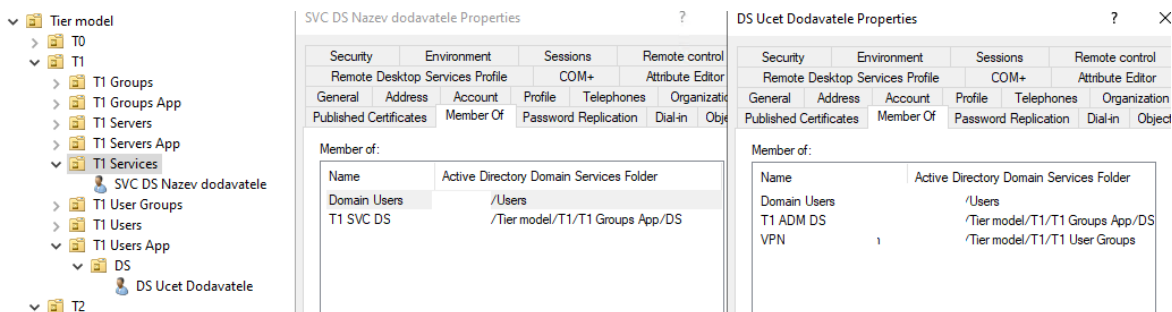 Tier model
T0
T1
T1 Groups
T1 Groups App
T1 Servers
T1 Servers App
T1 Services
SVC DS Nazev dodavatele
T1 User Groups
T1 Users
T1 Users App
DS
DS Ucet Dodavatele
T2
SVC DS Nazev dodavatele Properties ?
Security Environment Sessions Remote control
Remote Desktop Services Profile COM+ Attribute Editor
General Address Account Profile Telephones Organizatic
Published Certificates Member Of Password Replication Dial-in Obje
Member of:
Name Active Directory Domain Services Folder
Domain Users /Users
T1 SVC DS /Tier model/T1/T1 Groups App/DS
DS Ucet Dodavatele Properties ? X
Security Environment Sessions Remote control
Remote Desktop Services Profile COM+ Attribute Editor
General Address Account Profile Telephones Organization
Published Certificates Member Of Password Replication Dial-in Object
Member of:
Name Active Directory Domain Services Folder
Domain Users /Users
T1 ADM DS /Tier model/T1/T1 Groups App/DS
VPN /Tier model/T1/T1 User Groups